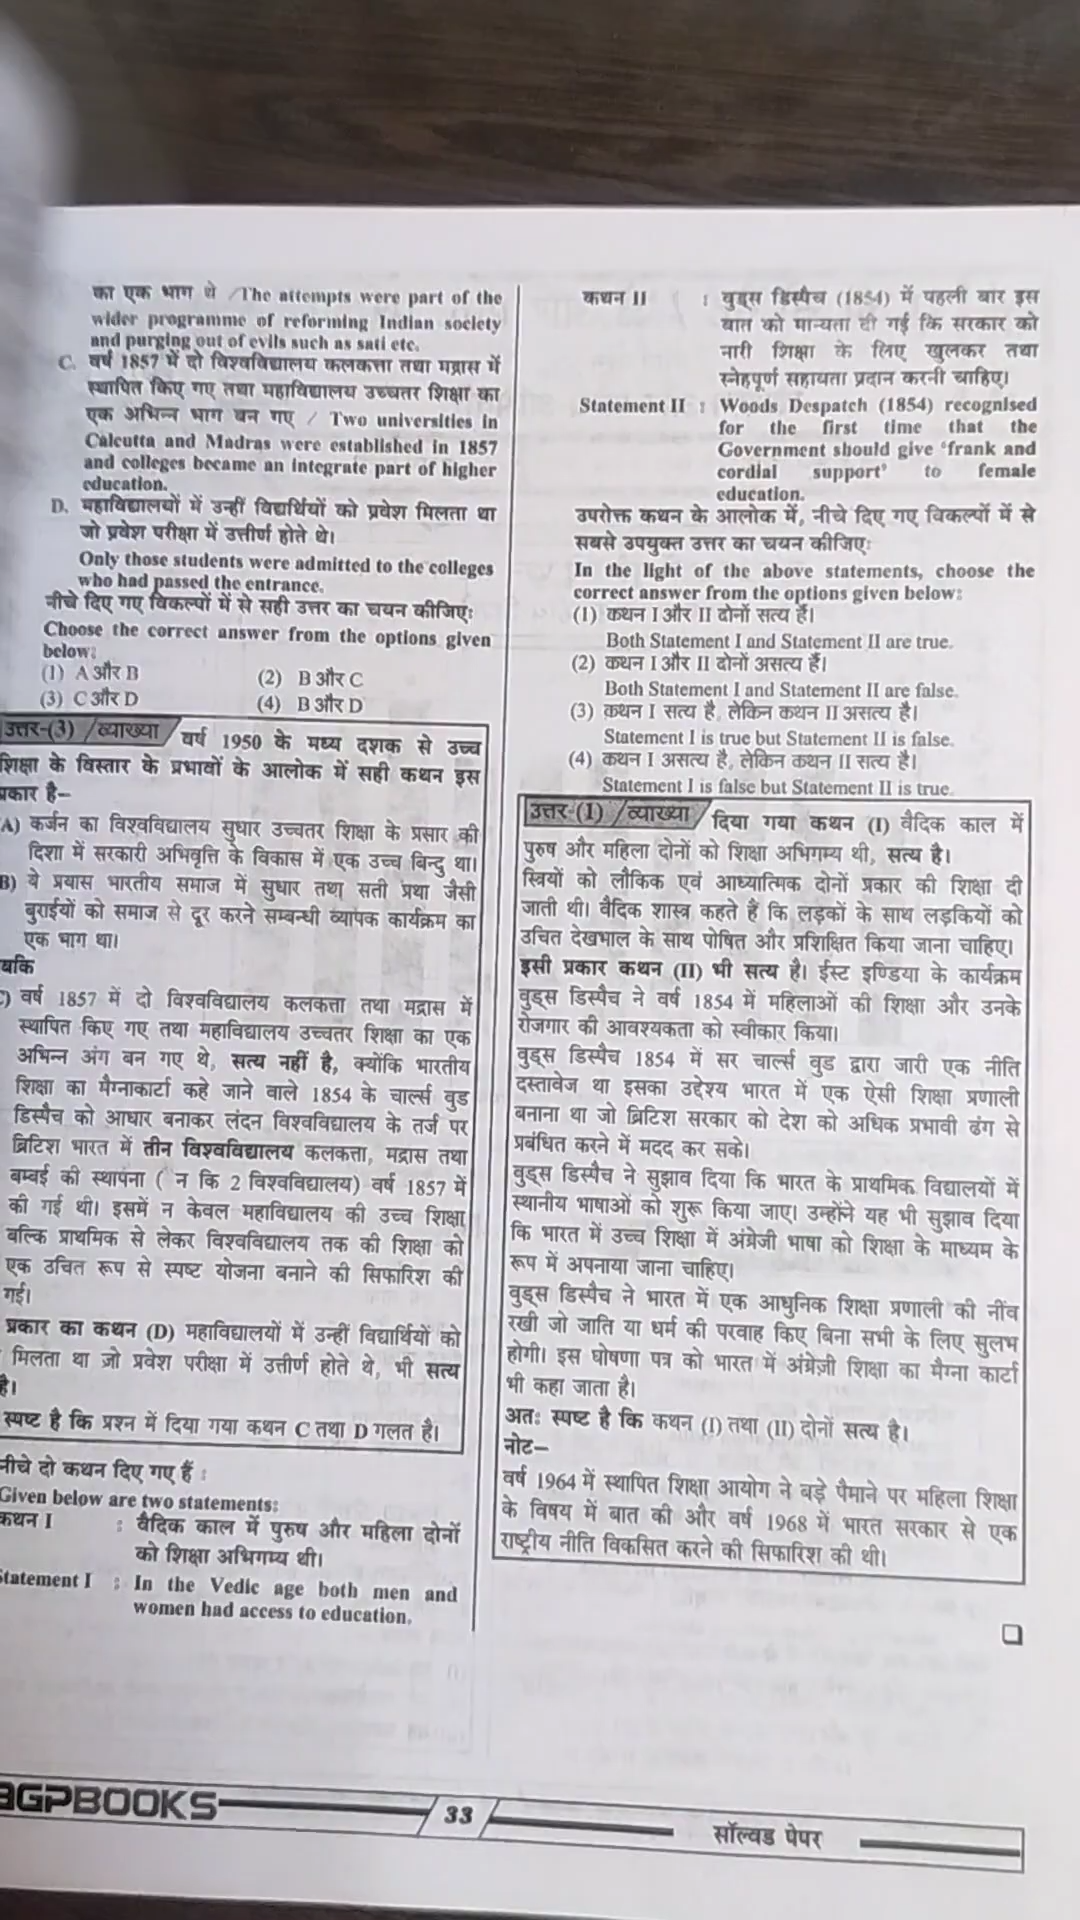 का एक भाग थे /The attempts were part of the
wider programme of reforming Indian society
and purging out of evils such as sati etc.
C. वर्ष 1857 में दो विश्वविद्यालय कलकत्ता तथा मद्रास में
स्थापित किए गए तथा महाविद्यालय उच्चतर शिक्षा का
एक अभिन्न भाग बन गए / Two universities in
Calcutta and Madras were established in 1857
and colleges became an integrate part of higher
education.
D. महाविद्यालयों में उन्हीं विद्यर्थियों को प्रवेश मिलता था
जो प्रवेश परीक्षा में उत्तीर्ण होते थे।
Only those students were admitted to the colleges
who had passed the entrance.
नीचे दिए गए विकल्पों में से सही उत्तर का चयन कीजिएः
Choose the correct answer from the options given
below:
(1) A और B (2) B और C
(3) C और D (4) B और D
उत्तर-(3) /व्याख्या वर्ष 1950 के मध्य दशक से उच्च
शिक्षा के विस्तार के प्रभावों के आलोक में सही कथन इस
प्रकार है–
A) कर्जन का विश्वविद्यालय सुधार उच्चतर शिक्षा के प्रसार की
दिशा में सरकारी अभिवृत्ति के विकास में एक उच्च बिन्दु था।
B) ये प्रयास भारतीय समाज में सुधार तथा सती प्रथा जैसी
बुराईयों को समाज से दूर करने सम्बन्धी व्यापक कार्यक्रम का
एक भाग था।
यकि
C) वर्ष 1857 में दो विश्वविद्यालय कलकत्ता तथा मद्रास में
स्थापित किए गए तथा महाविद्यालय उच्चतर शिक्षा का एक
अभिन्न अंग बन गए थे, सत्य नहीं है, क्योंकि भारतीय
शिक्षा का मैग्नाकार्टा कहे जाने वाले 1854 के चार्ल्स वुड
डिस्पैच को आधार बनाकर लंदन विश्वविद्यालय के तर्ज पर
ब्रिटिश भारत में तीन विश्वविद्यालय कलकत्ता, मद्रास तथा
बम्बई की स्थापना ( न कि 2 विश्वविद्यालय) वर्ष 1857 में
की गई थी। इसमें न केवल महाविद्यालय की उच्च शिक्षा
बल्कि प्राथमिक से लेकर विश्वविद्यालय तक की शिक्षा को
एक उचित रूप से स्पष्ट योजना बनाने की सिफारिश की
गई।
प्रकार का कथन (D) महाविद्यालयों में उन्हीं विद्यार्थियों को
मिलता था जो प्रवेश परीक्षा में उत्तीर्ण होते थे, भी सत्य
है।
स्पष्ट है कि प्रश्न में दिया गया कथन C तथा D गलत है।
नीचे दो कथन दिए गए हैं :
Given below are two statements:
कथन I : वैदिक काल में पुरुष और महिला दोनों
को शिक्षा अभिगम्य थी।
Statement I : In the Vedic age both men and
women had access to education.
कथन II : वुड्स डिस्पैच (1854) में पहली बार इस
बात को मान्यता दी गई कि सरकार को
नारी शिक्षा के लिए खुलकर तथा
स्नेहपूर्ण सहायता प्रदान करनी चाहिए।
Statement II : Woods Despatch (1854) recognised
for the first time that the
Government should give 'frank and
cordial support' to female
education.
उपरोक्त कथन के आलोक में, नीचे दिए गए विकल्पों में से
सबसे उपयुक्त उत्तर का चयन कीजिएः
In the light of the above statements, choose the
correct answer from the options given below:
(1) कथन I और II दोनों सत्य हैं।
Both Statement I and Statement II are true.
(2) कथन I और II दोनों असत्य हैं।
Both Statement I and Statement II are false.
(3) कथन I सत्य है, लेकिन कथन II असत्य है।
Statement I is true but Statement II is false.
(4) कथन I असत्य है, लेकिन कथन II सत्य है।
Statement I is false but Statement II is true.
उत्तर-(1) /व्याख्या दिया गया कथन (I) वैदिक काल में
पुरुष और महिला दोनों को शिक्षा अभिगम्य थी, सत्य है।
स्त्रियों को लौकिक एवं आध्यात्मिक दोनों प्रकार की शिक्षा दी
जाती थी। वैदिक शास्त्र कहते हैं कि लड़कों के साथ लड़कियों को
उचित देखभाल के साथ पोषित और प्रशिक्षित किया जाना चाहिए।
इसी प्रकार कथन (II) भी सत्य है। ईस्ट इण्डिया के कार्यक्रम
वुड्स डिस्पैच ने वर्ष 1854 में महिलाओं की शिक्षा और उनके
रोजगार की आवश्यकता को स्वीकार किया।
वुड्स डिस्पैच 1854 में सर चार्ल्स वुड द्वारा जारी एक नीति
दस्तावेज था इसका उद्देश्य भारत में एक ऐसी शिक्षा प्रणाली
बनाना था जो ब्रिटिश सरकार को देश को अधिक प्रभावी ढंग से
प्रबंधित करने में मदद कर सके।
वुड्स डिस्पैच ने सुझाव दिया कि भारत के प्राथमिक विद्यालयों में
स्थानीय भाषाओं को शुरू किया जाए। उन्होंने यह भी सुझाव दिया
कि भारत में उच्च शिक्षा में अंग्रेजी भाषा को शिक्षा के माध्यम के
रूप में अपनाया जाना चाहिए।
वुड्स डिस्पैच ने भारत में एक आधुनिक शिक्षा प्रणाली की नींव
रखी जो जाति या धर्म की परवाह किए बिना सभी के लिए सुलभ
होगी। इस घोषणा पत्र को भारत में अंग्रेज़ी शिक्षा का मैग्ना कार्टा
भी कहा जाता है।
अतः स्पष्ट है कि कथन (I) तथा (II) दोनों सत्य है।
नोट–
वर्ष 1964 में स्थापित शिक्षा आयोग ने बड़े पैमाने पर महिला शिक्षा
के विषय में बात की और वर्ष 1968 में भारत सरकार से एक
राष्ट्रीय नीति विकसित करने की सिफारिश की थी।
BGPBOOKS 33 सॉल्वड पेपर